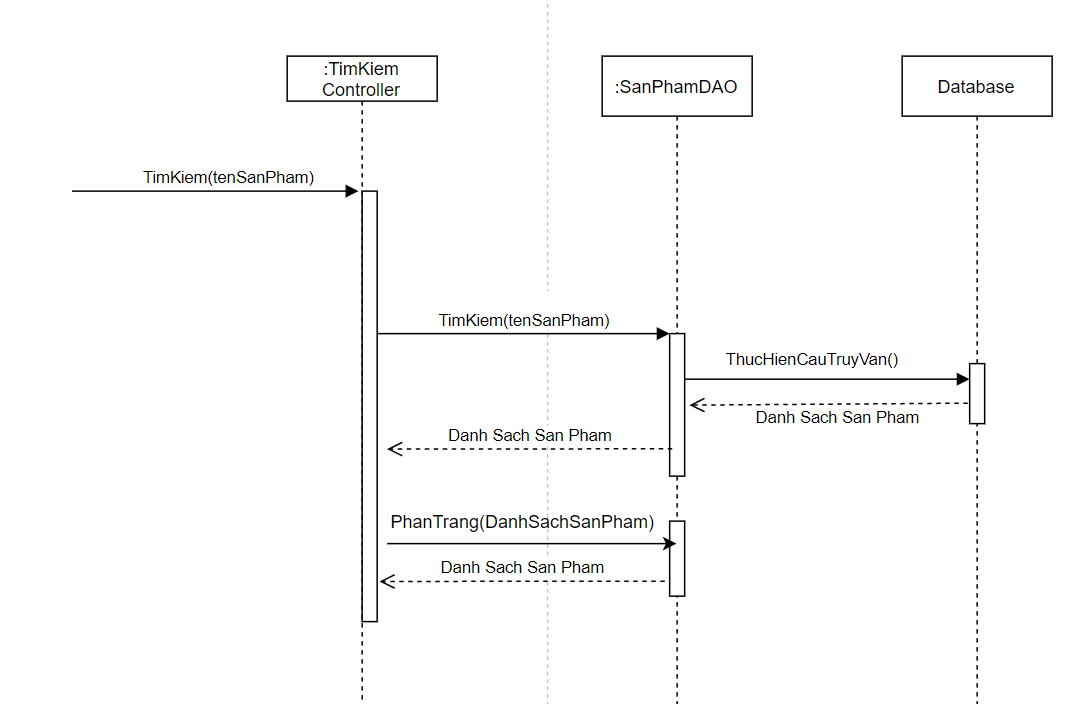 :TimKiem
Controller
:SanPhamDAO
Database
TimKiem(tenSanPham)
TimKiem(tenSanPham)
ThucHienCauTruyVan()
Danh Sach San Pham
Danh Sach San Pham
PhanTrang(DanhSachSanPham)
Danh Sach San Pham